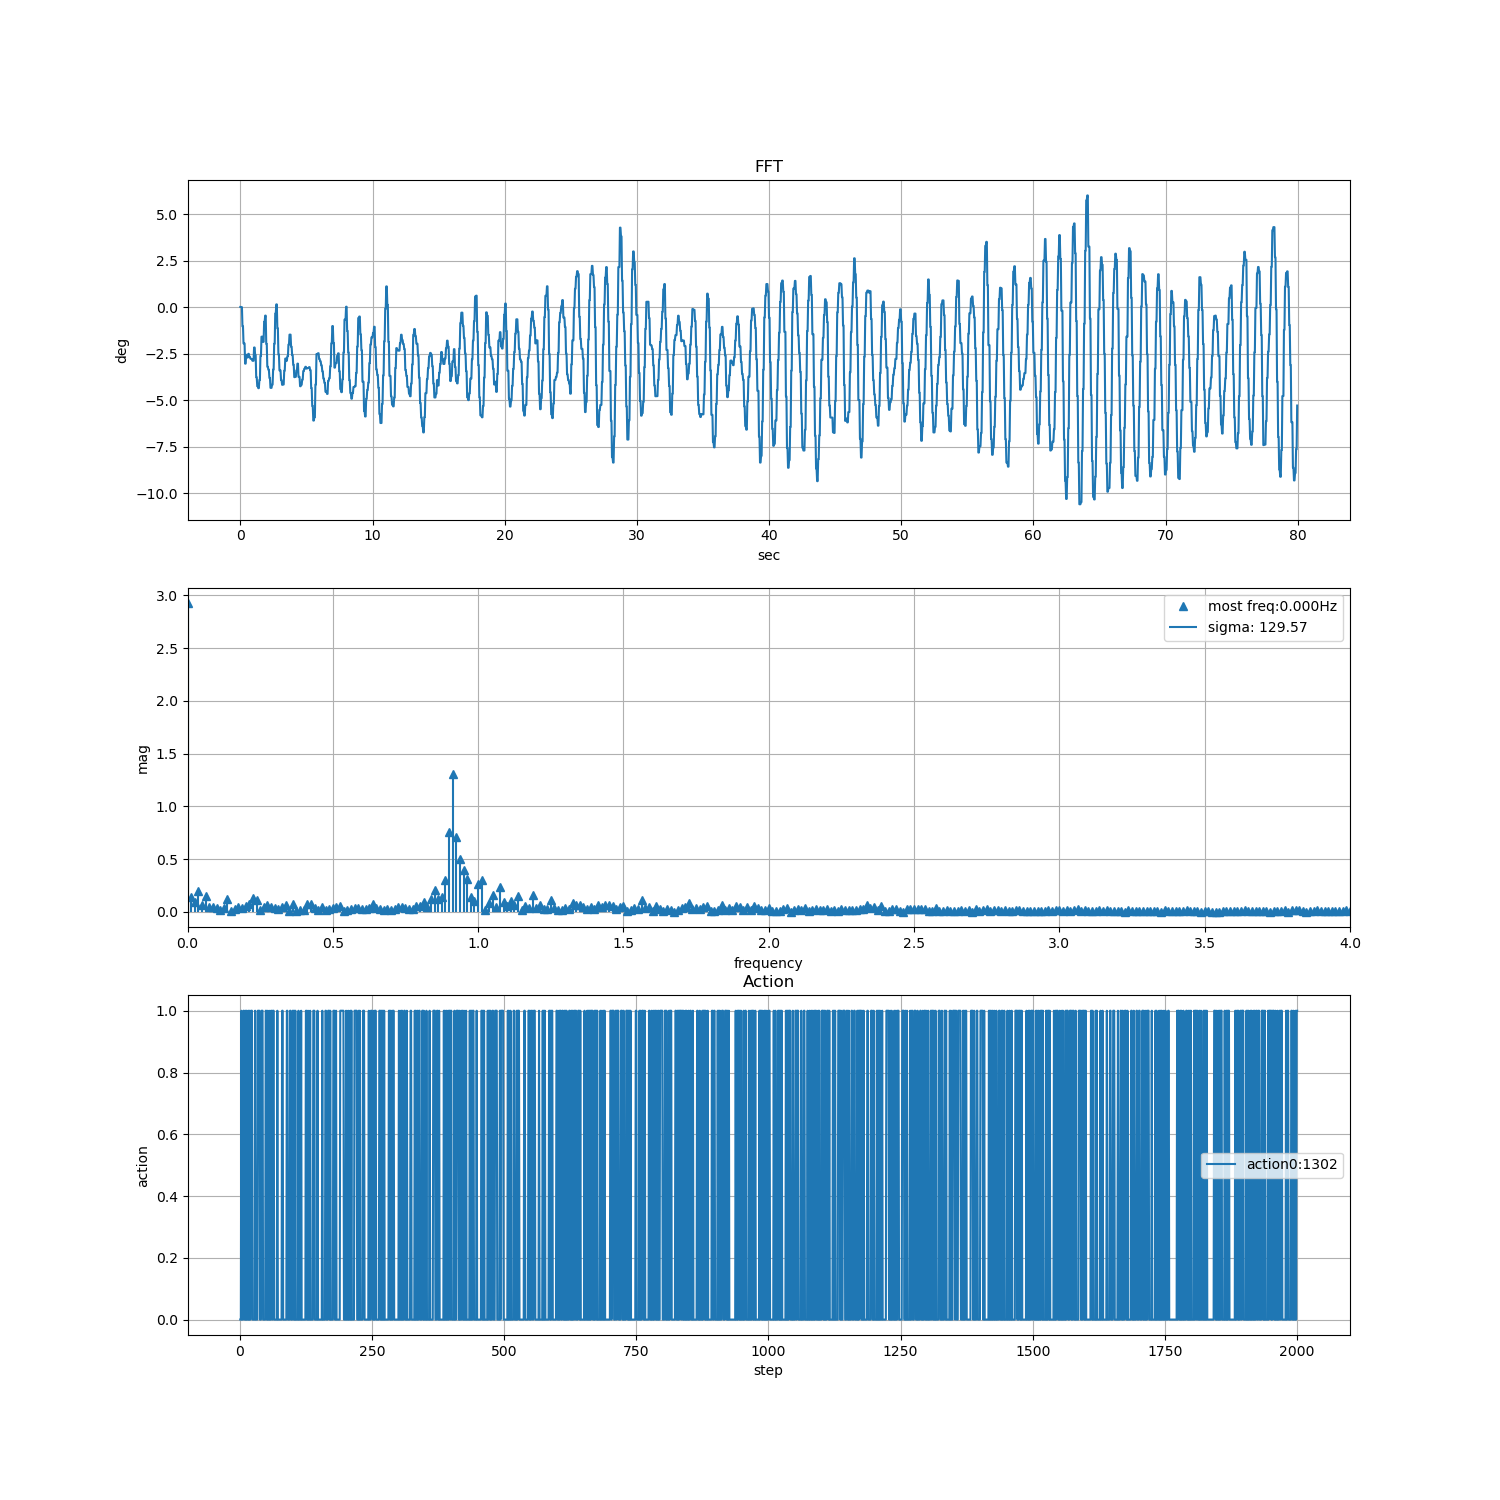 FFT
5.0
2.5
0.0
−2.5
−5.0
−7.5
−10.0
deg
0 10 20 30 40 50 60 70 80
sec
3.0
2.5
2.0
1.5
1.0
0.5
0.0
mag
most freq:0.000Hz
sigma: 129.57
0.0 0.5 1.0 1.5 2.0 2.5 3.0 3.5 4.0
frequency
Action
1.0
0.8
0.6
0.4
0.2
0.0
action
action0:1302
0 250 500 750 1000 1250 1500 1750 2000
step